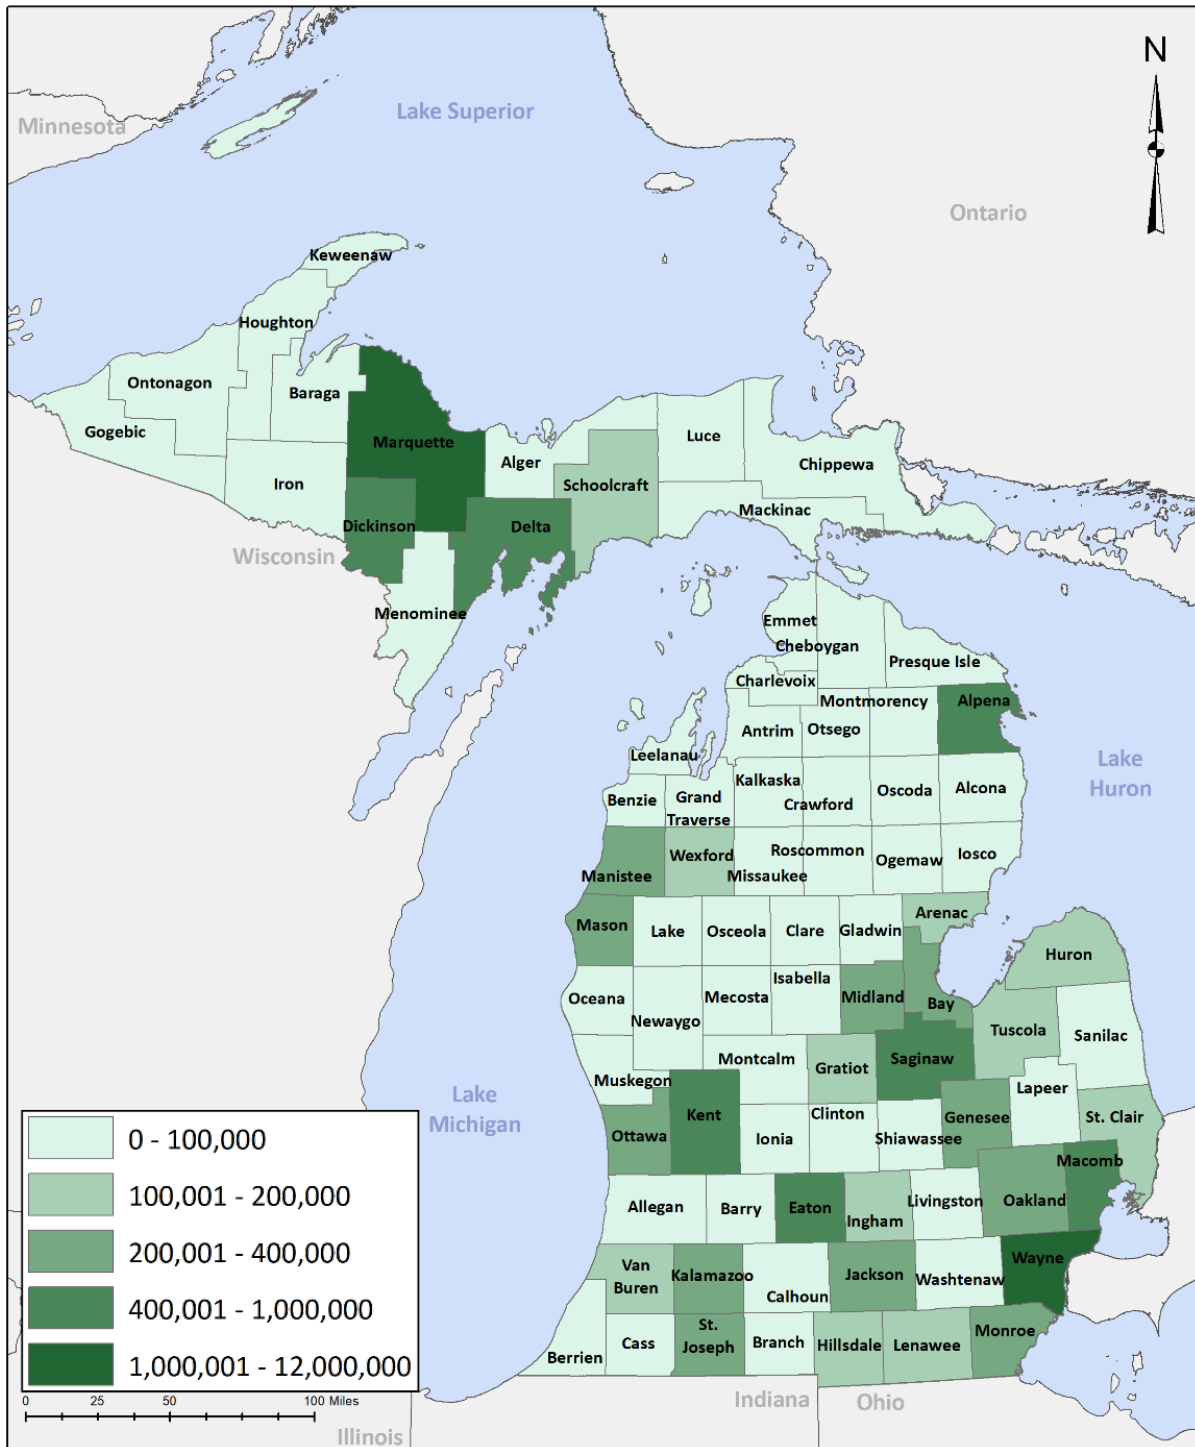 N
Lake Superior
Minnesota
Ontario
Keweenaw
Houghton
Ontonagon
Baraga
Gogebic
Marquette
Luce
Alger
Chippewa
Iron
Schoolcraft
Mackinac
Dickinson
Delta
Wisconsin
Menominee
Emmet
Cheboygan
Presque Isle
Charlevoix
Montmorency
Alpena
Antrim
Otsego
Leelanau
Lake
Huron
Kalkaska
Benzie
Grand
Traverse
Crawford
Oscoda
Alcona
Wexford
Roscommon
Manistee
Missaukee
Ogemaw
Iosco
Arenac
Mason
Lake
Osceola
Clare
Gladwin
Huron
Isabella
Oceana
Mecosta
Midland
Bay
Newaygo
Tuscola
Sanilac
Montcalm
Gratiot
Saginaw
Muskegon
Lapeer
Lake
Michigan
Kent
Clinton
Genesee
St. Clair
Ottawa
Ionia
Shiawassee
Macomb
Allegan
Barry
Eaton
Ingham
Livingston
Oakland
Van
Buren
Kalamazoo
Calhoun
Jackson
Washtenaw
Wayne
Berrien
Cass
St.
Joseph
Branch
Hillsdale
Lenawee
Monroe
Indiana
Ohio
Illinois
0 - 100,000
100,001 - 200,000
200,001 - 400,000
400,001 - 1,000,000
1,000,001 - 12,000,000
0 25 50 100 Miles